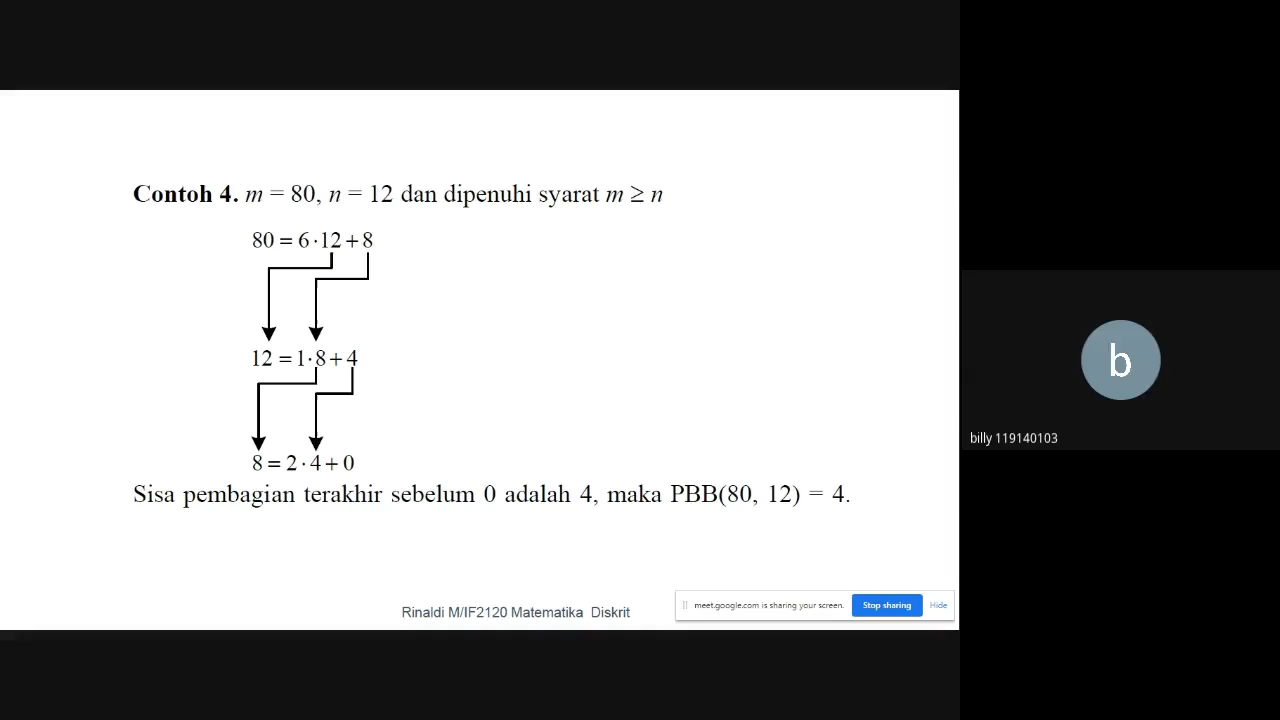 Contoh 4. m = 80, n = 12 dan dipenuhi syarat m ≥ n
80 = 6·12+8
12 = 1·8+4
8 = 2·4+0
Sisa pembagian terakhir sebelum 0 adalah 4, maka PBB(80, 12) = 4.
Rinaldi M/IF2120 Matematika Diskrit
meet.google.com is sharing your screen. Stop sharing Hide
b
billy 119140103